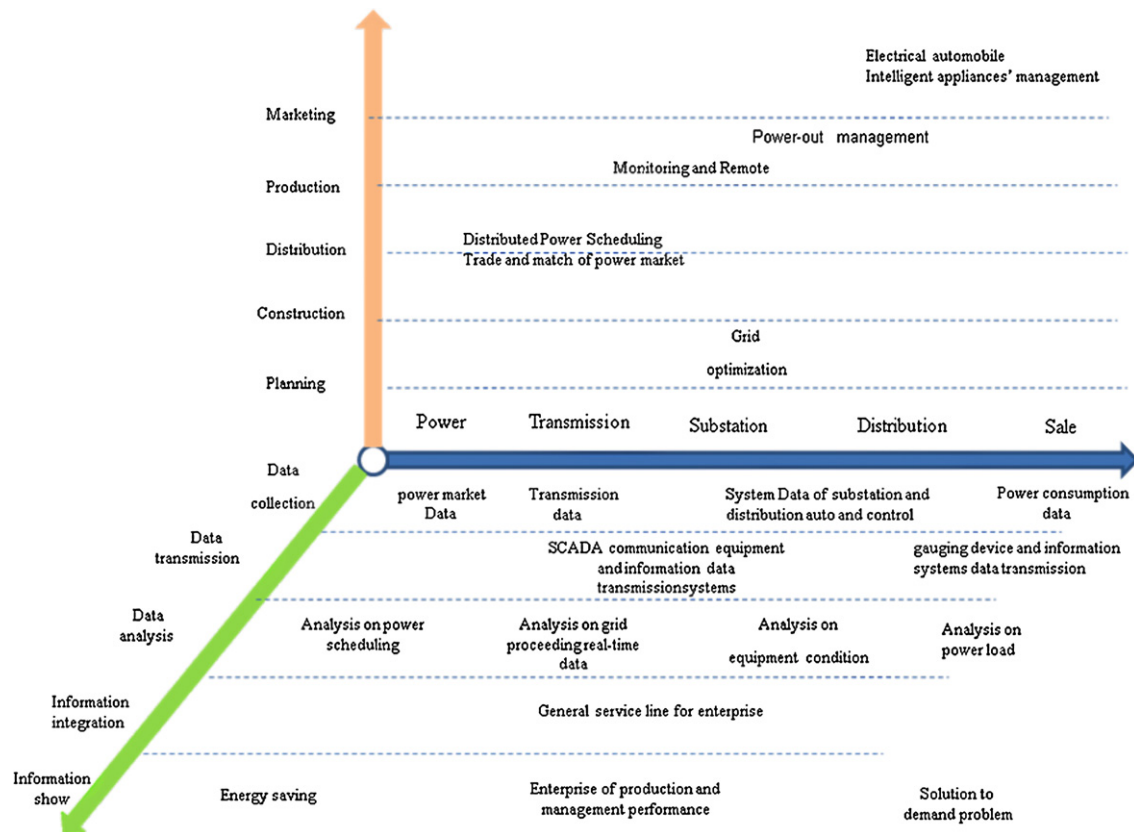 Electrical automobile
Intelligent appliances' management
Marketing
Power-out management
Monitoring and Remote
Production
Distributed Power Scheduling
Distribution
Trade and match of power market
Construction
Grid
optimization
Planning
Power Transmission Substation Distribution Sale
Data
collection
power market
Data
Transmission
data
System Data of substation and
distribution auto and control
Power consumption
data
Data
transmission
SCADA communication equipment
and information data
transmissionsystems
gauging device and information
systems data transmission
Data
analysis
Analysis on power
scheduling
Analysis on grid
proceeding real-time
data
Analysis on
equipment condition
Analysis on
power load
Information
integration
General service line for enterprise
Information
show
Energy saving
Enterprise of production and
management performance
Solution to
demand problem